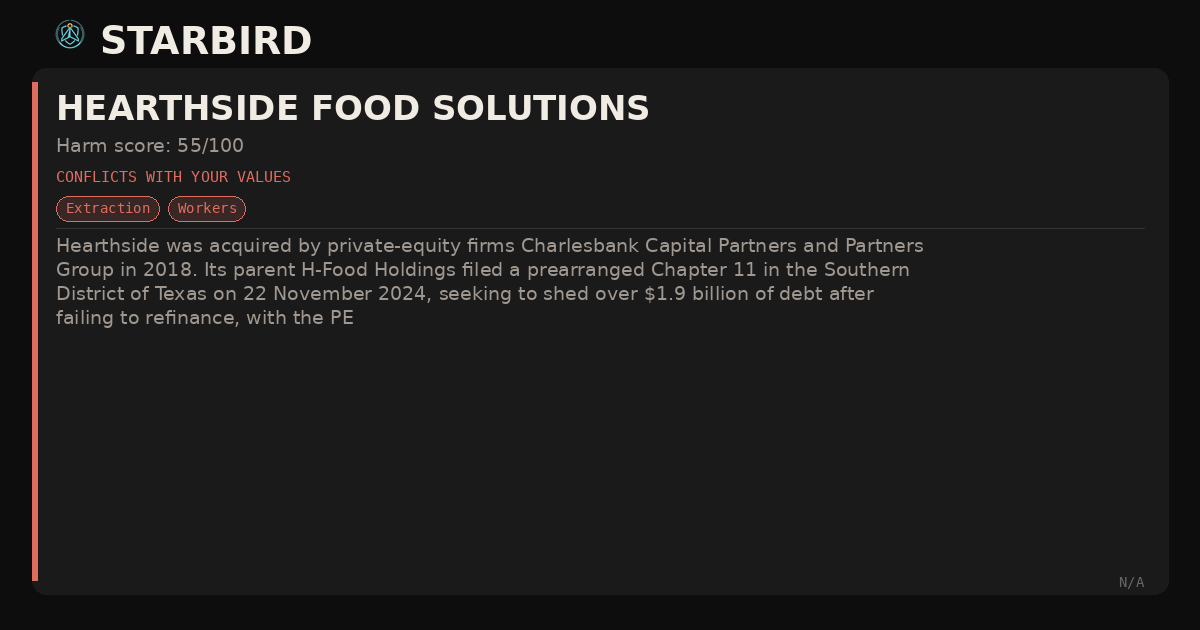 STARBIRD
HEARTHSIDE FOOD SOLUTIONS
Harm score: 55/100
CONFLICTS WITH YOUR VALUES
Extraction Workers
Hearthside was acquired by private-equity firms Charlesbank Capital Partners and Partners
Group in 2018. Its parent H-Food Holdings filed a prearranged Chapter 11 in the Southern
District of Texas on 22 November 2024, seeking to shed over $1.9 billion of debt after
failing to refinance, with the PE
N/A